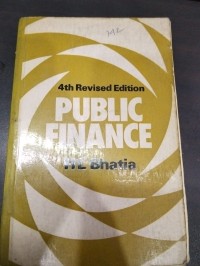 4th Revised Edition
PUBLIC
FINANCE
H L Bhatia